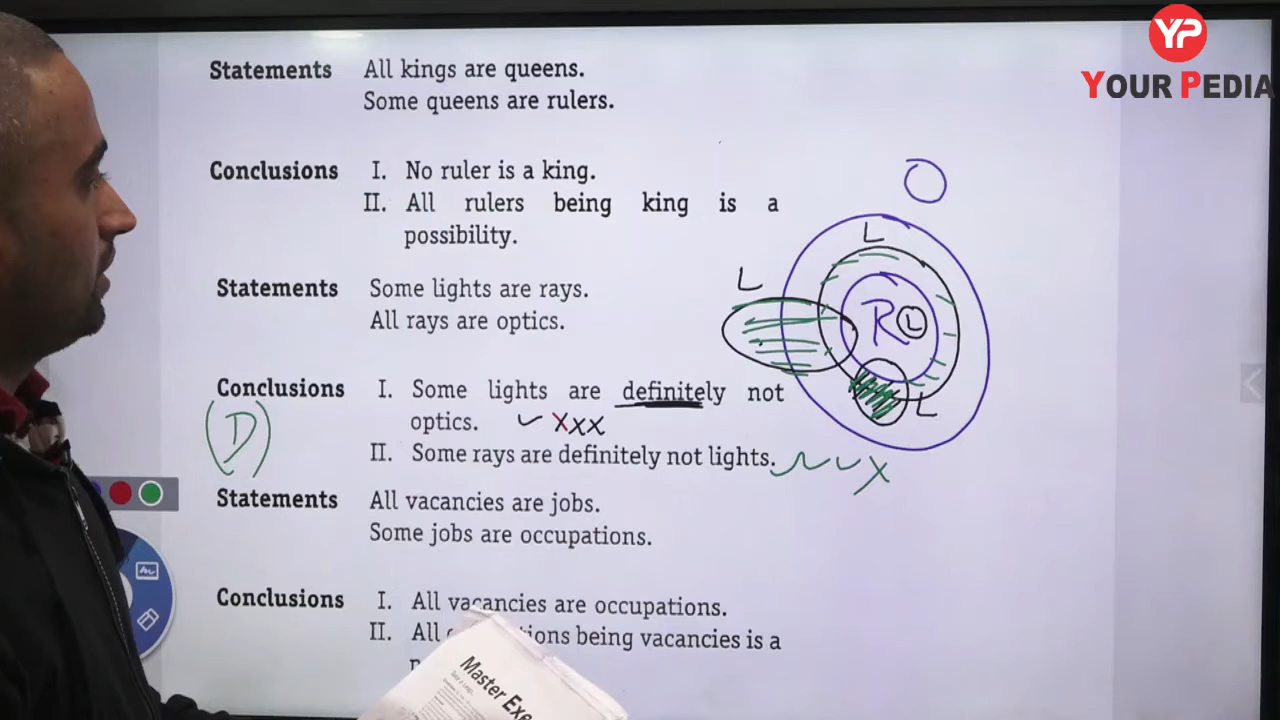 YP
YOUR PEDIA
Statements All kings are queens.
Some queens are rulers.
Conclusions I. No ruler is a king.
II. All rulers being king is a
possibility.
Statements Some lights are rays.
All rays are optics.
Conclusions I. Some lights are definitely not
optics.
II. Some rays are definitely not lights.
Statements All vacancies are jobs.
Some jobs are occupations.
Conclusions I. All vacancies are occupations.
II. All being vacancies is a
(D)
L
L
R L
L
Master Exe